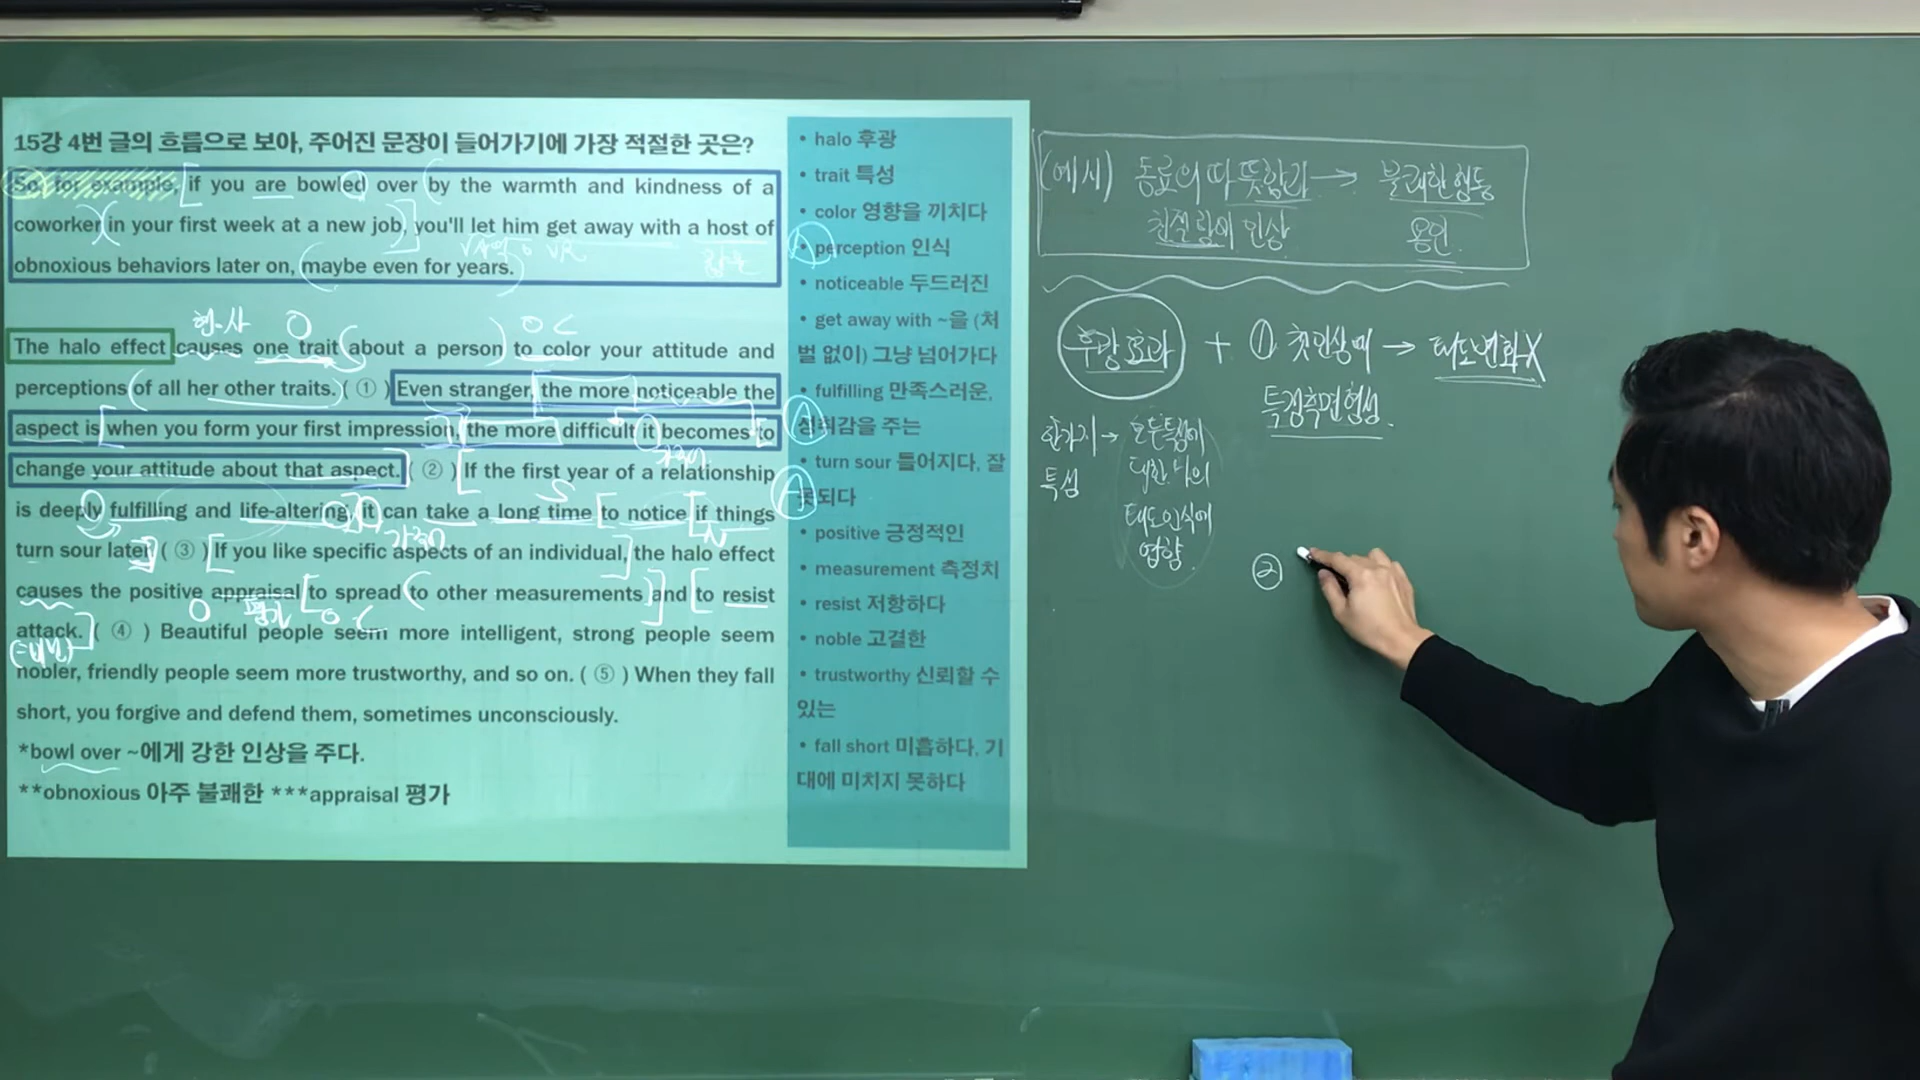 15강 4번 글의 흐름으로 보아, 주어진 문장이 들어가기에 가장 적절한 곳은?
So, for example, if you are bowled over by the warmth and kindness of a
coworker in your first week at a new job, you'll let him get away with a host of
obnoxious behaviors later on, maybe even for years.
The halo effect causes one trait about a person to color your attitude and
perceptions of all her other traits. ( ① ) Even stranger, the more noticeable the
aspect is when you form your first impression, the more difficult it becomes to
change your attitude about that aspect. ( ② ) If the first year of a relationship
is deeply fulfilling and life-altering, it can take a long time to notice if things
turn sour later. ( ③ ) If you like specific aspects of an individual, the halo effect
causes the positive appraisal to spread to other measurements and to resist
attack. ( ④ ) Beautiful people seem more intelligent, strong people seem
nobler, friendly people seem more trustworthy, and so on. ( ⑤ ) When they fall
short, you forgive and defend them, sometimes unconsciously.
*bowl over ~에게 강한 인상을 주다.
**obnoxious 아주 불쾌한 ***appraisal 평가
• halo 후광
• trait 특성
• color 영향을 끼치다
• perception 인식
• noticeable 두드러진
• get away with ~을 (처
벌 없이) 그냥 넘어가다
• fulfilling 만족스러운,
성취감을 주는
• turn sour 틀어지다, 잘
못되다
• positive 긍정적인
• measurement 측정치
• resist 저항하다
• noble 고결한
• trustworthy 신뢰할 수
있는
• fall short 미흡하다, 기
대에 미치지 못하다
(예시) 동료의 따뜻함과 → 불쾌한 행동
친절함에 인상 용인.
후광효과 + ① 첫인상때 → 태도변화 X
특정측면형성.
한가지 → 모든특성에
특성 대한 너의
태도인식에
영향.
②